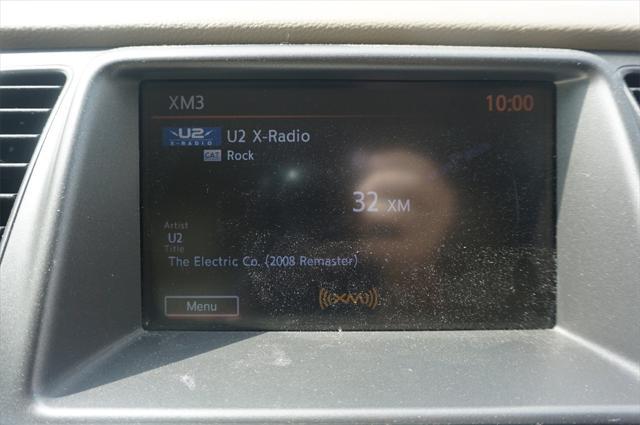 XM3 10:00
U2 U2 X-Radio
X-RADIO
CAT Rock
32 XM
Artist
U2
Title
The Electric Co. (2008 Remaster)
Menu
((XM))